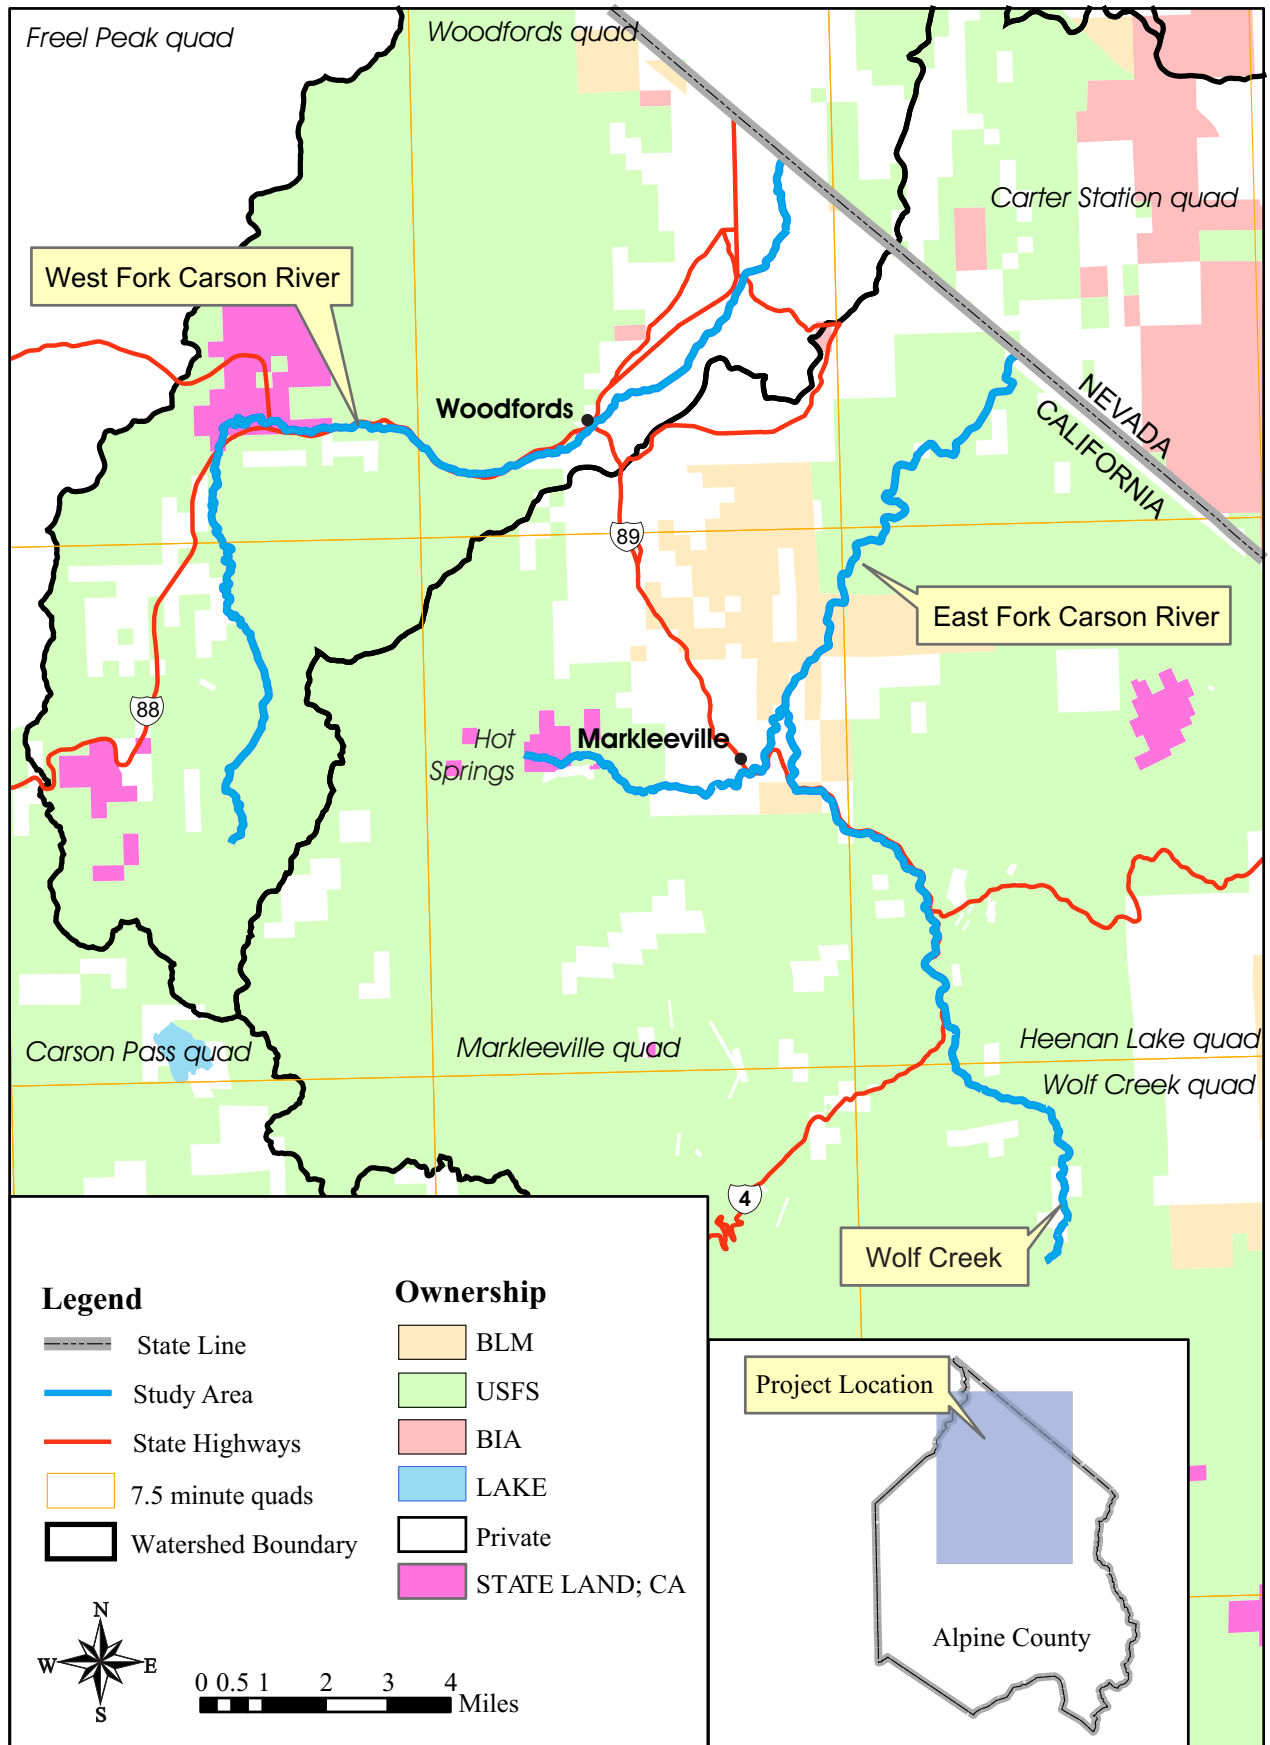 Freel Peak quad
Woodfords quad
Carter Station quad
West Fork Carson River
NEVADA
CALIFORNIA
Woodfords
89
East Fork Carson River
88
Hot
Springs
Markleeville
Carson Pass quad
Markleeville quad
Heenan Lake quad
Wolf Creek quad
4
Wolf Creek
Legend
State Line
Study Area
State Highways
7.5 minute quads
Watershed Boundary
Ownership
BLM
USFS
BIA
LAKE
Private
STATE LAND; CA
N
W E
S
0 0.5 1 2 3 4
Miles
Project Location
Alpine County